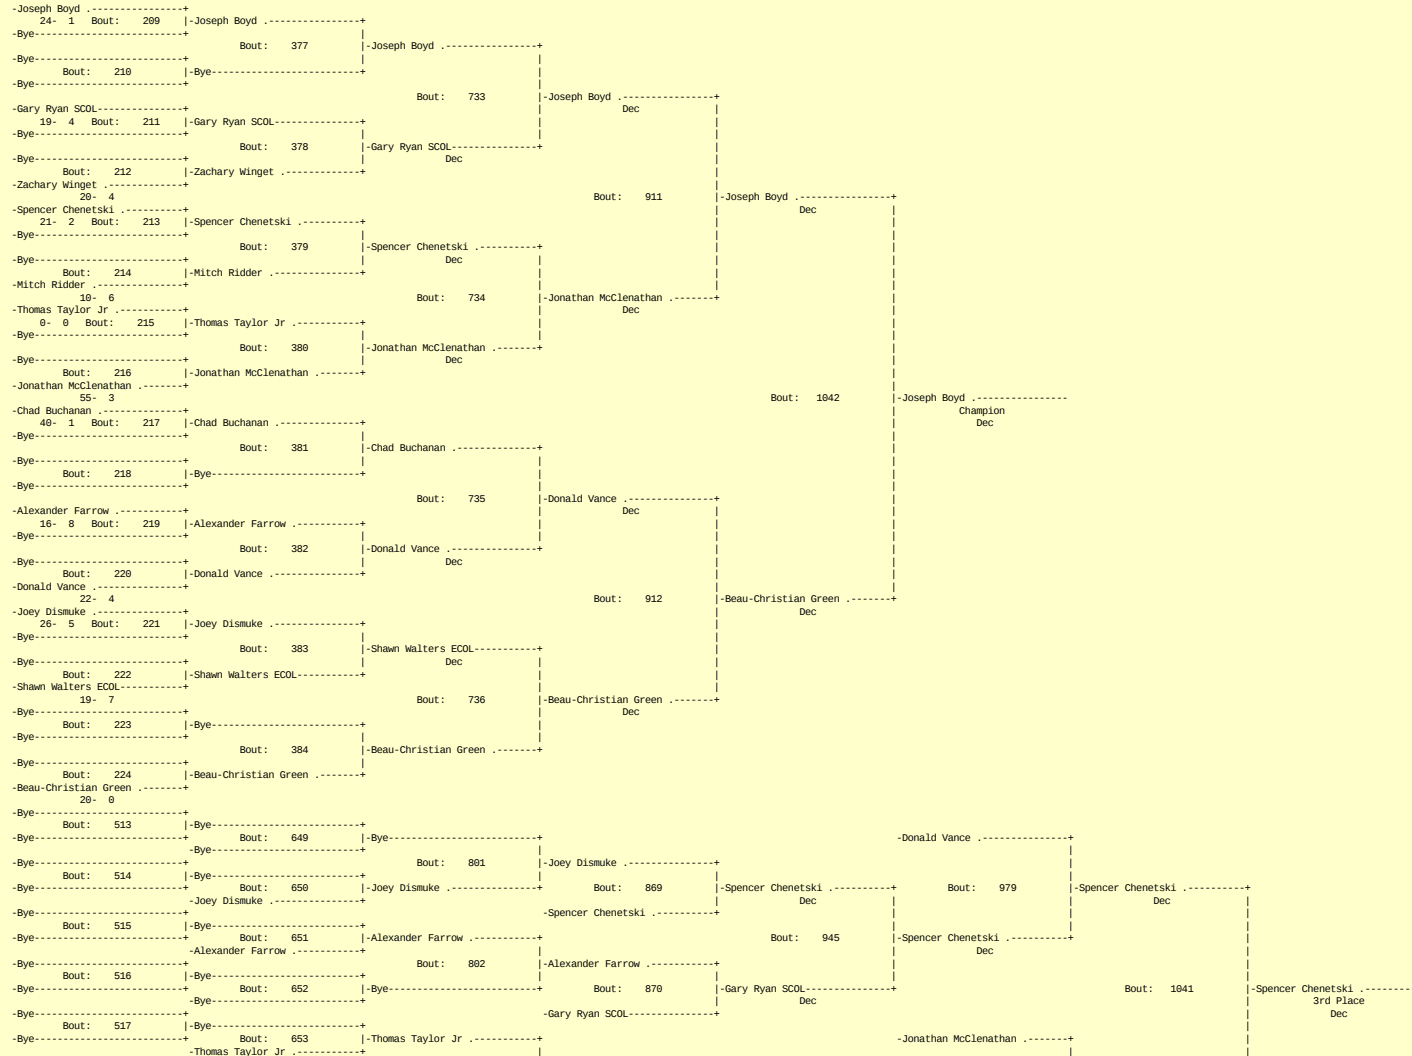 -Joseph Boyd .----------------+
24- 1 Bout: 209 |-Joseph Boyd .----------------+
-Bye--------------------------+ |
Bout: 377 |-Joseph Boyd .----------------+
-Bye--------------------------+ | |
Bout: 210 |-Bye--------------------------+ |
-Bye--------------------------+ |
Bout: 733 |-Joseph Boyd .----------------+
-Gary Ryan SCOL---------------+ | Dec |
19- 4 Bout: 211 |-Gary Ryan SCOL---------------+ | |
-Bye--------------------------+ | | |
Bout: 378 |-Gary Ryan SCOL---------------+ |
-Bye--------------------------+ | Dec |
Bout: 212 |-Zachary Winget .-------------+ |
-Zachary Winget .-------------+ |
20- 4 Bout: 911 |-Joseph Boyd .----------------+
-Spencer Chenetski .----------+ | Dec |
21- 2 Bout: 213 |-Spencer Chenetski .----------+ | |
-Bye--------------------------+ | | |
Bout: 379 |-Spencer Chenetski .----------+ | |
-Bye--------------------------+ | Dec | | |
Bout: 214 |-Mitch Ridder .---------------+ | | |
-Mitch Ridder .---------------+ | | |
10- 6 Bout: 734 |-Jonathan McClenathan .-------+ |
-Thomas Taylor Jr .-----------+ | Dec |
0- 0 Bout: 215 |-Thomas Taylor Jr .-----------+ | |
-Bye--------------------------+ | | |
Bout: 380 |-Jonathan McClenathan .-------+ |
-Bye--------------------------+ | Dec |
Bout: 216 |-Jonathan McClenathan .-------+ |
-Jonathan McClenathan .-------+ |
55- 3 Bout: 1042 |-Joseph Boyd .----------------
-Chad Buchanan .--------------+ | Champion
40- 1 Bout: 217 |-Chad Buchanan .--------------+ | Dec
-Bye--------------------------+ | |
Bout: 381 |-Chad Buchanan .--------------+ |
-Bye--------------------------+ | | |
Bout: 218 |-Bye--------------------------+ | |
-Bye--------------------------+ | |
Bout: 735 |-Donald Vance .---------------+ |
-Alexander Farrow .-----------+ | Dec | |
16- 8 Bout: 219 |-Alexander Farrow .-----------+ | | |
-Bye--------------------------+ | | | |
Bout: 382 |-Donald Vance .---------------+ | |
-Bye--------------------------+ | Dec | |
Bout: 220 |-Donald Vance .---------------+ | |
-Donald Vance .---------------+ | |
22- 4 Bout: 912 |-Beau-Christian Green .-------+
-Joey Dismuke .---------------+ | Dec
26- 5 Bout: 221 |-Joey Dismuke .---------------+ |
-Bye--------------------------+ | |
Bout: 383 |-Shawn Walters ECOL-----------+ |
-Bye--------------------------+ | Dec | |
Bout: 222 |-Shawn Walters ECOL-----------+ | |
-Shawn Walters ECOL-----------+ | |
19- 7 Bout: 736 |-Beau-Christian Green .-------+
-Bye--------------------------+ | Dec
Bout: 223 |-Bye--------------------------+ |
-Bye--------------------------+ | |
Bout: 384 |-Beau-Christian Green .-------+
-Bye--------------------------+ |
Bout: 224 |-Beau-Christian Green .-------+
-Beau-Christian Green .-------+
20- 0
-Bye--------------------------+
Bout: 513 |-Bye--------------------------+
-Bye--------------------------+ Bout: 649 |-Bye--------------------------+ -Donald Vance .---------------+
-Bye--------------------------+ | |
-Bye--------------------------+ Bout: 801 |-Joey Dismuke .---------------+ |
Bout: 514 |-Bye--------------------------+ | | |
-Bye--------------------------+ Bout: 650 |-Joey Dismuke .---------------+ Bout: 869 |-Spencer Chenetski .----------+ Bout: 979 |-Spencer Chenetski .----------+
-Joey Dismuke .---------------+ | Dec | | Dec |
-Bye--------------------------+ -Spencer Chenetski .----------+ | | |
Bout: 515 |-Bye--------------------------+ | | |
-Bye--------------------------+ Bout: 651 |-Alexander Farrow .-----------+ Bout: 945 |-Spencer Chenetski .----------+ |
-Alexander Farrow .-----------+ | | Dec |
-Bye--------------------------+ Bout: 802 |-Alexander Farrow .-----------+ | |
Bout: 516 |-Bye--------------------------+ | | | |
-Bye--------------------------+ Bout: 652 |-Bye--------------------------+ Bout: 870 |-Gary Ryan SCOL---------------+ Bout: 1041 |-Spencer Chenetski .--------
-Bye--------------------------+ | Dec | 3rd Place
-Bye--------------------------+ -Gary Ryan SCOL---------------+ | Dec
Bout: 517 |-Bye--------------------------+ |
-Bye--------------------------+ Bout: 653 |-Thomas Taylor Jr .-----------+ -Jonathan McClenathan .-------+ |
-Thomas Taylor Jr .-----------+ | | |